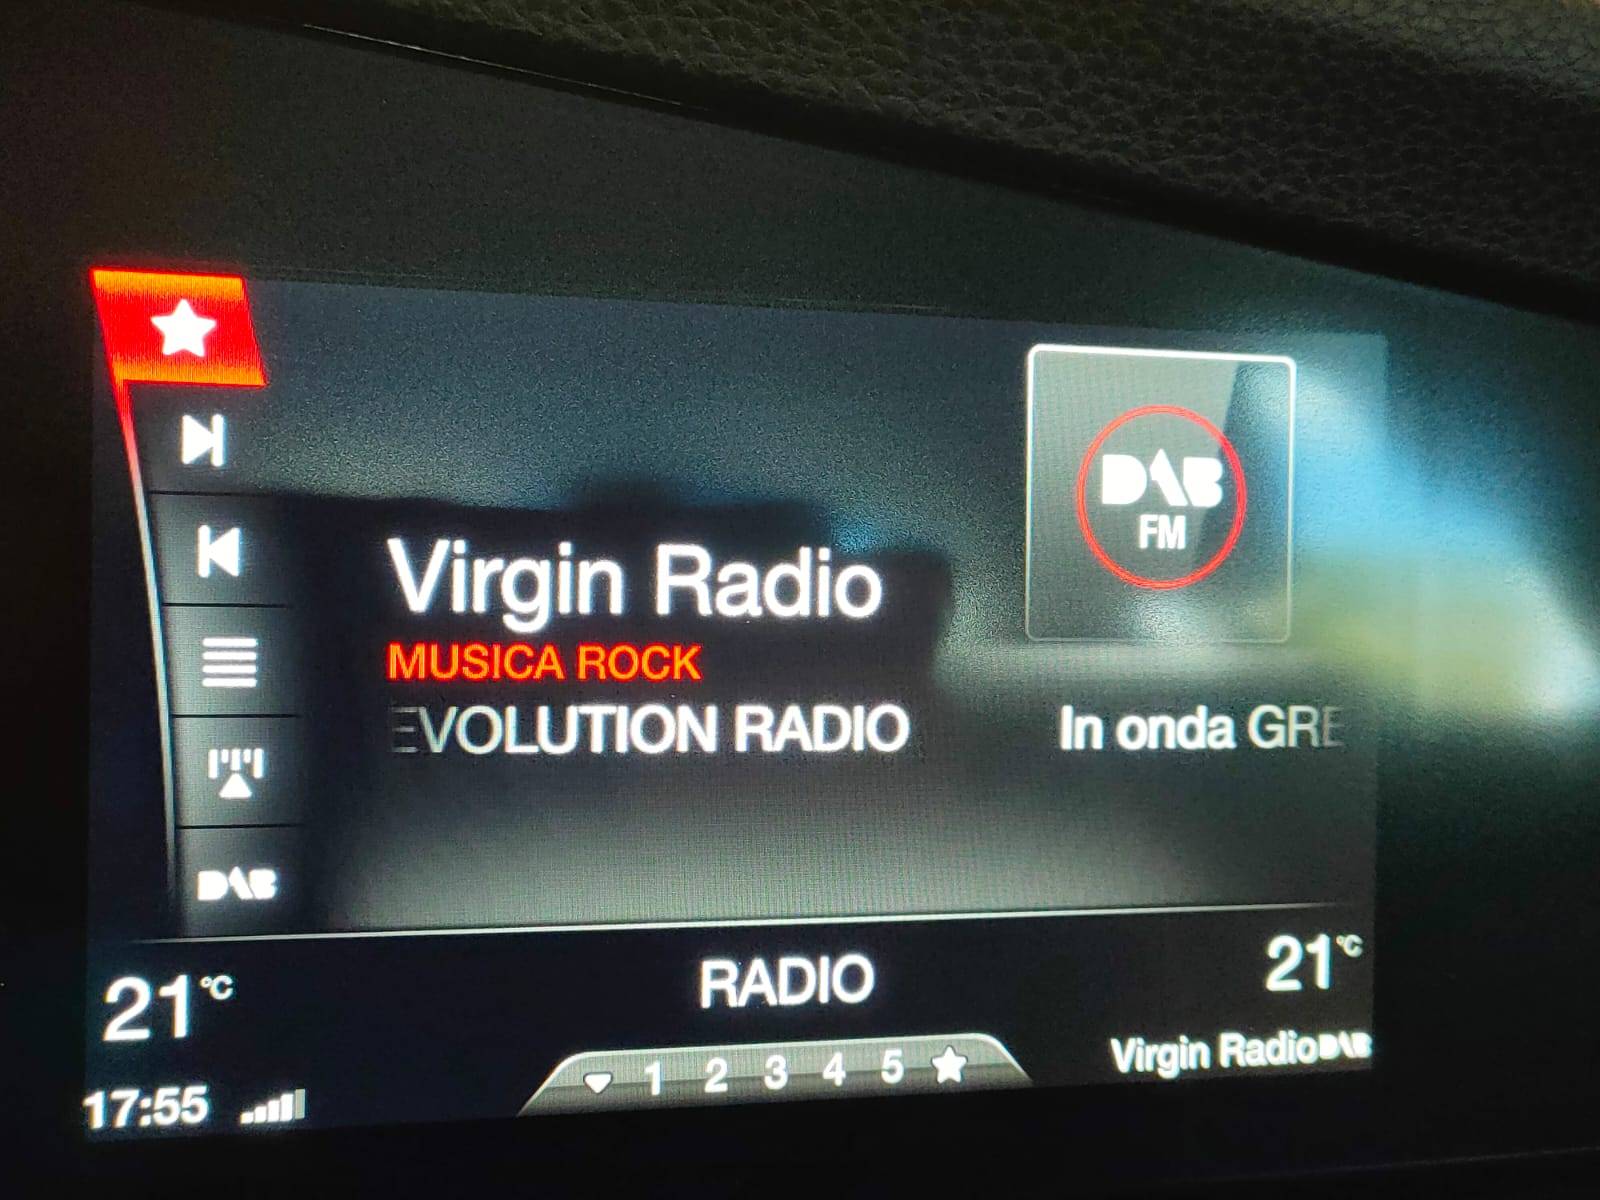 DAB
FM
Virgin Radio
MUSICA ROCK
EVOLUTION RADIO In onda GRE
DAB
21°C
RADIO
21°C
Virgin Radio DAB
1 2 3 4 5
17:55